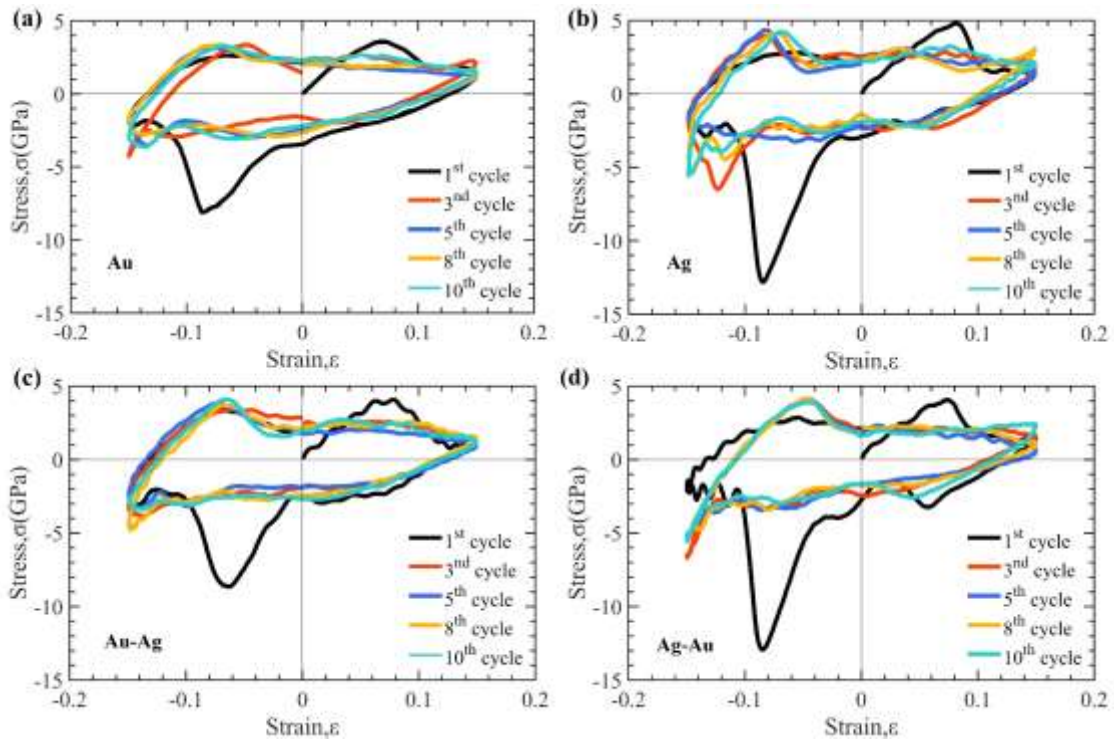 (a)
5
0
-5
-10
-15
-0.2
-0.1
0
0.1
0.2
Stress,σ(GPa)
Strain,ε
1st cycle
3nd cycle
5th cycle
8th cycle
10th cycle
Au
(b)
5
0
-5
-10
-15
-0.2
-0.1
0
0.1
0.2
Stress,σ(GPa)
Strain,ε
1st cycle
3nd cycle
5th cycle
8th cycle
10th cycle
Ag
(c)
5
0
-5
-10
-15
-0.2
-0.1
0
0.1
0.2
Stress,σ(GPa)
Strain,ε
1st cycle
3nd cycle
5th cycle
8th cycle
10th cycle
Au-Ag
(d)
5
0
-5
-10
-15
-0.2
-0.1
0
0.1
0.2
Stress,σ(GPa)
Strain,ε
1st cycle
3nd cycle
5th cycle
8th cycle
10th cycle
Ag-Au